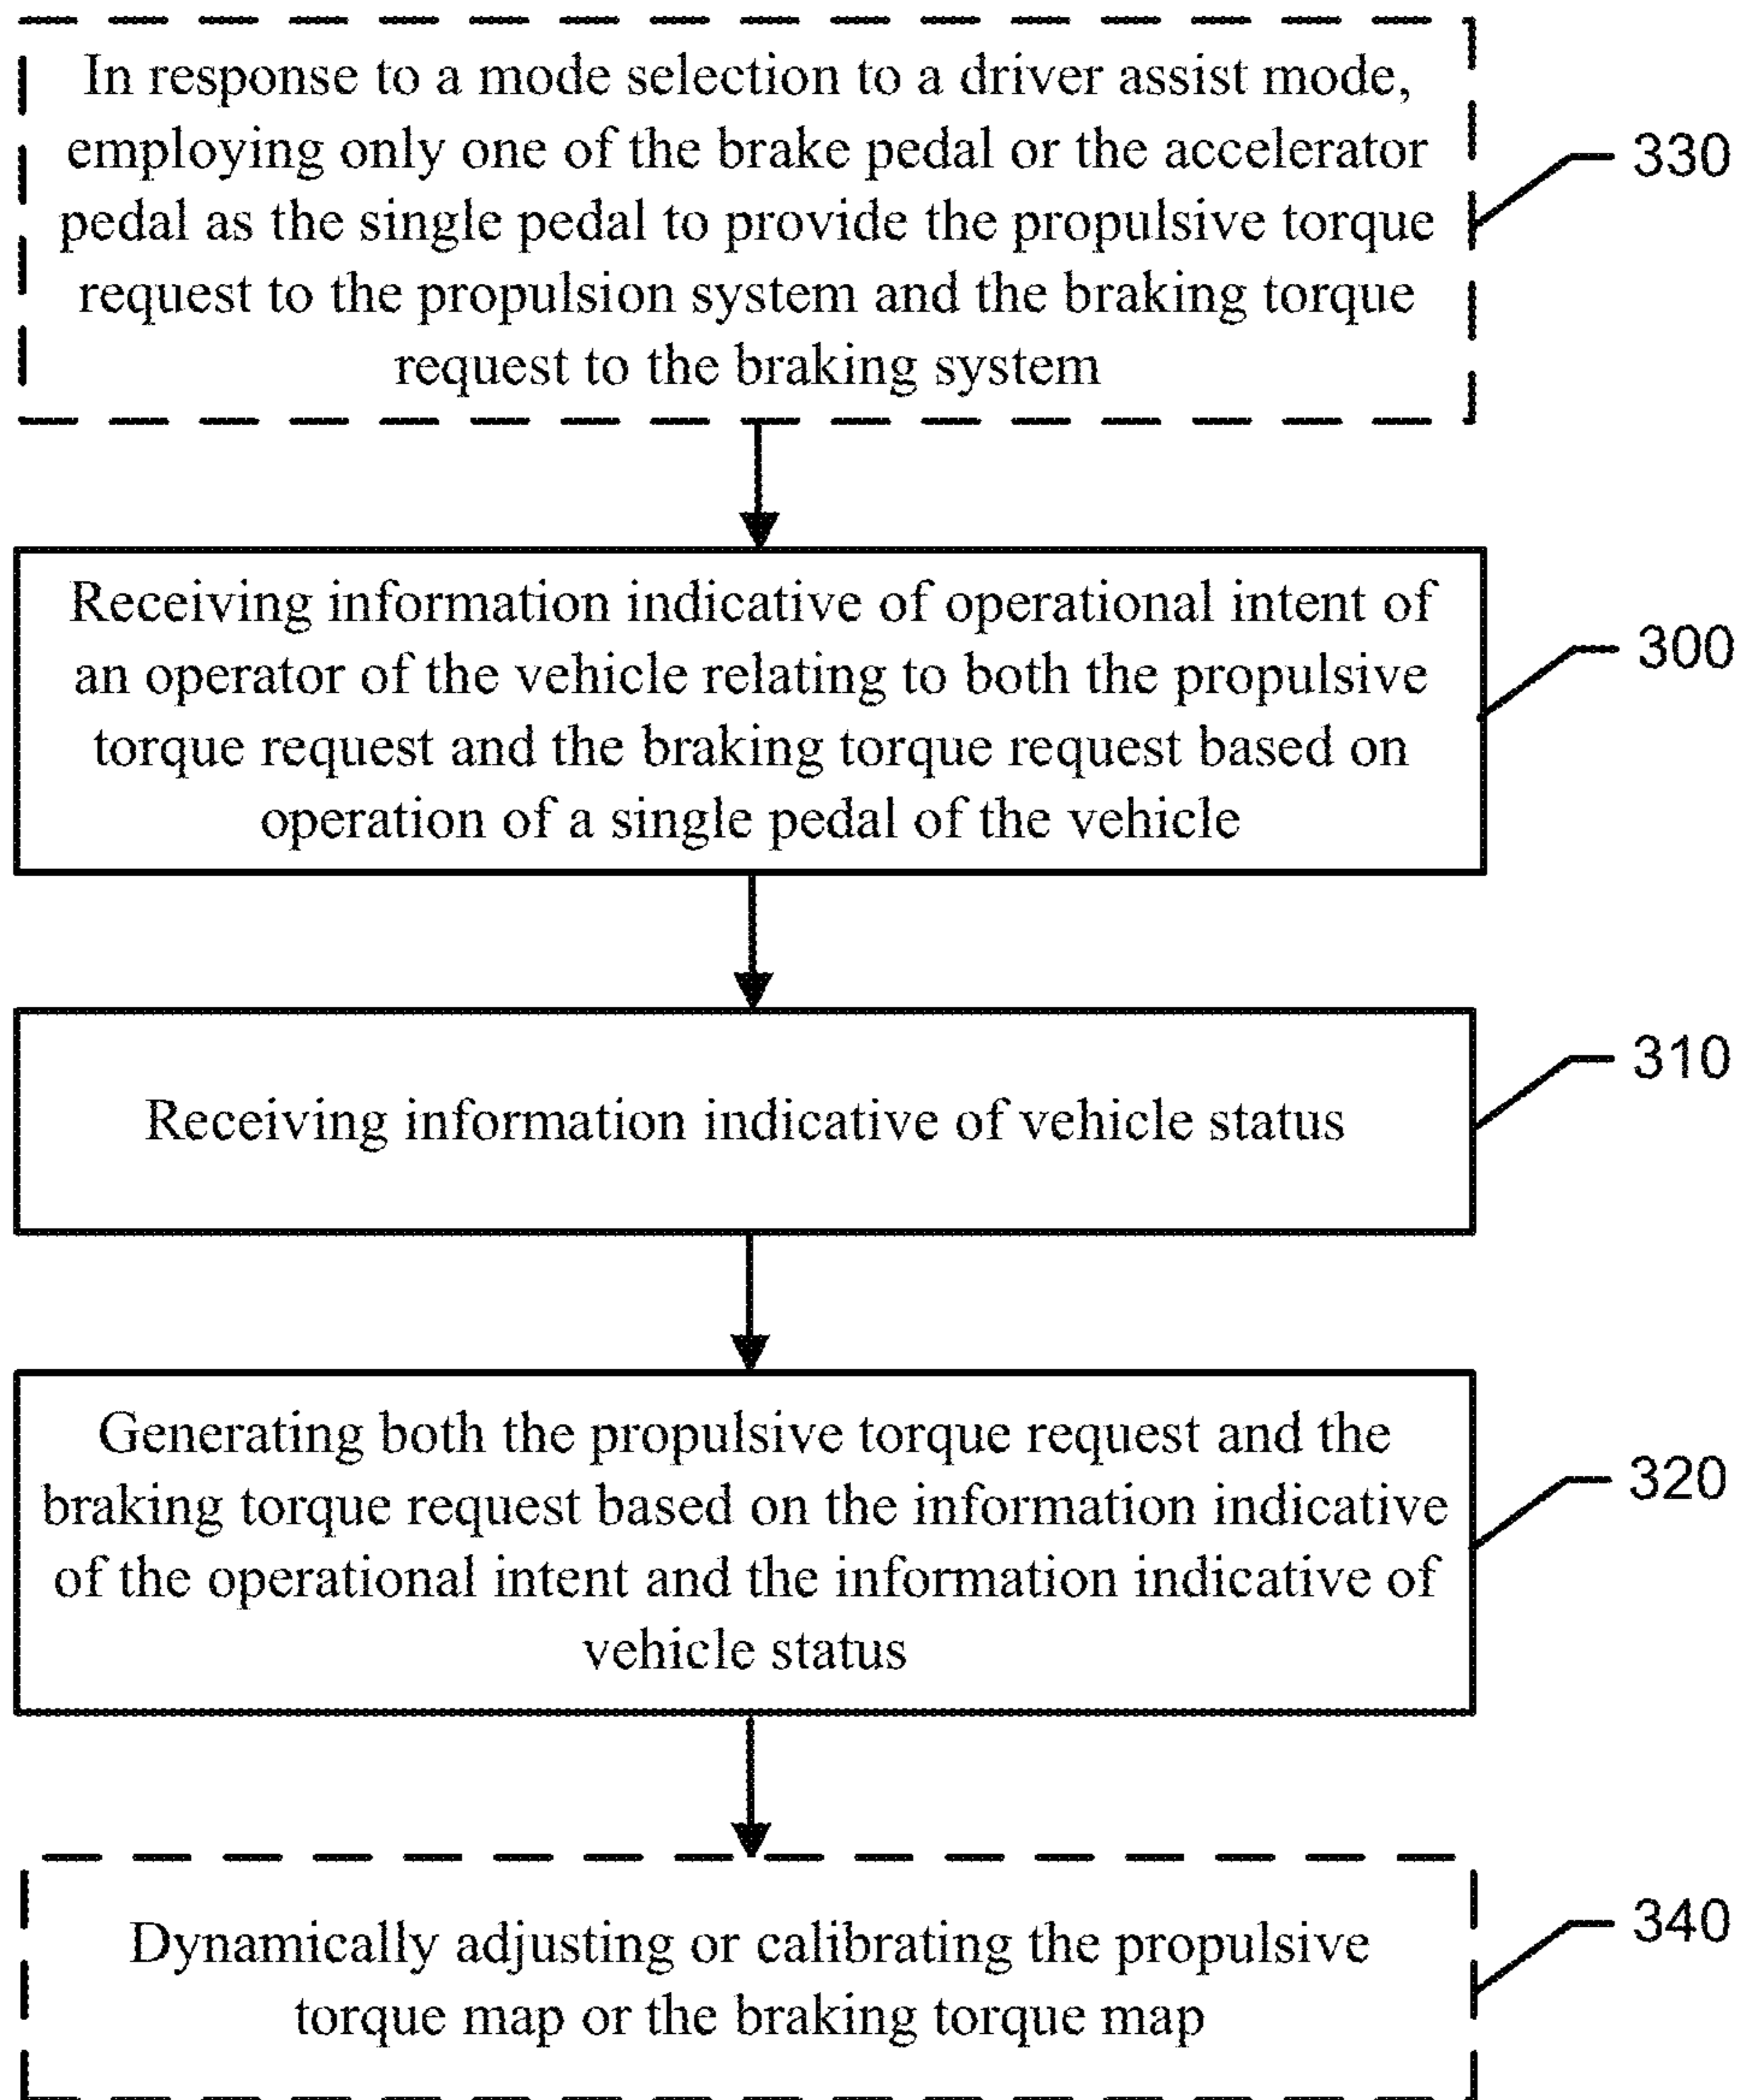 In response to a mode selection to a driver assist mode,
employing only one of the brake pedal or the accelerator
pedal as the single pedal to provide the propulsive torque
request to the propulsion system and the braking torque
request to the braking system
330
Receiving information indicative of operational intent of
an operator of the vehicle relating to both the propulsive
torque request and the braking torque request based on
operation of a single pedal of the vehicle
300
Receiving information indicative of vehicle status
310
Generating both the propulsive torque request and the
braking torque request based on the information indicative
of the operational intent and the information indicative of
vehicle status
320
Dynamically adjusting or calibrating the propulsive
torque map or the braking torque map
340